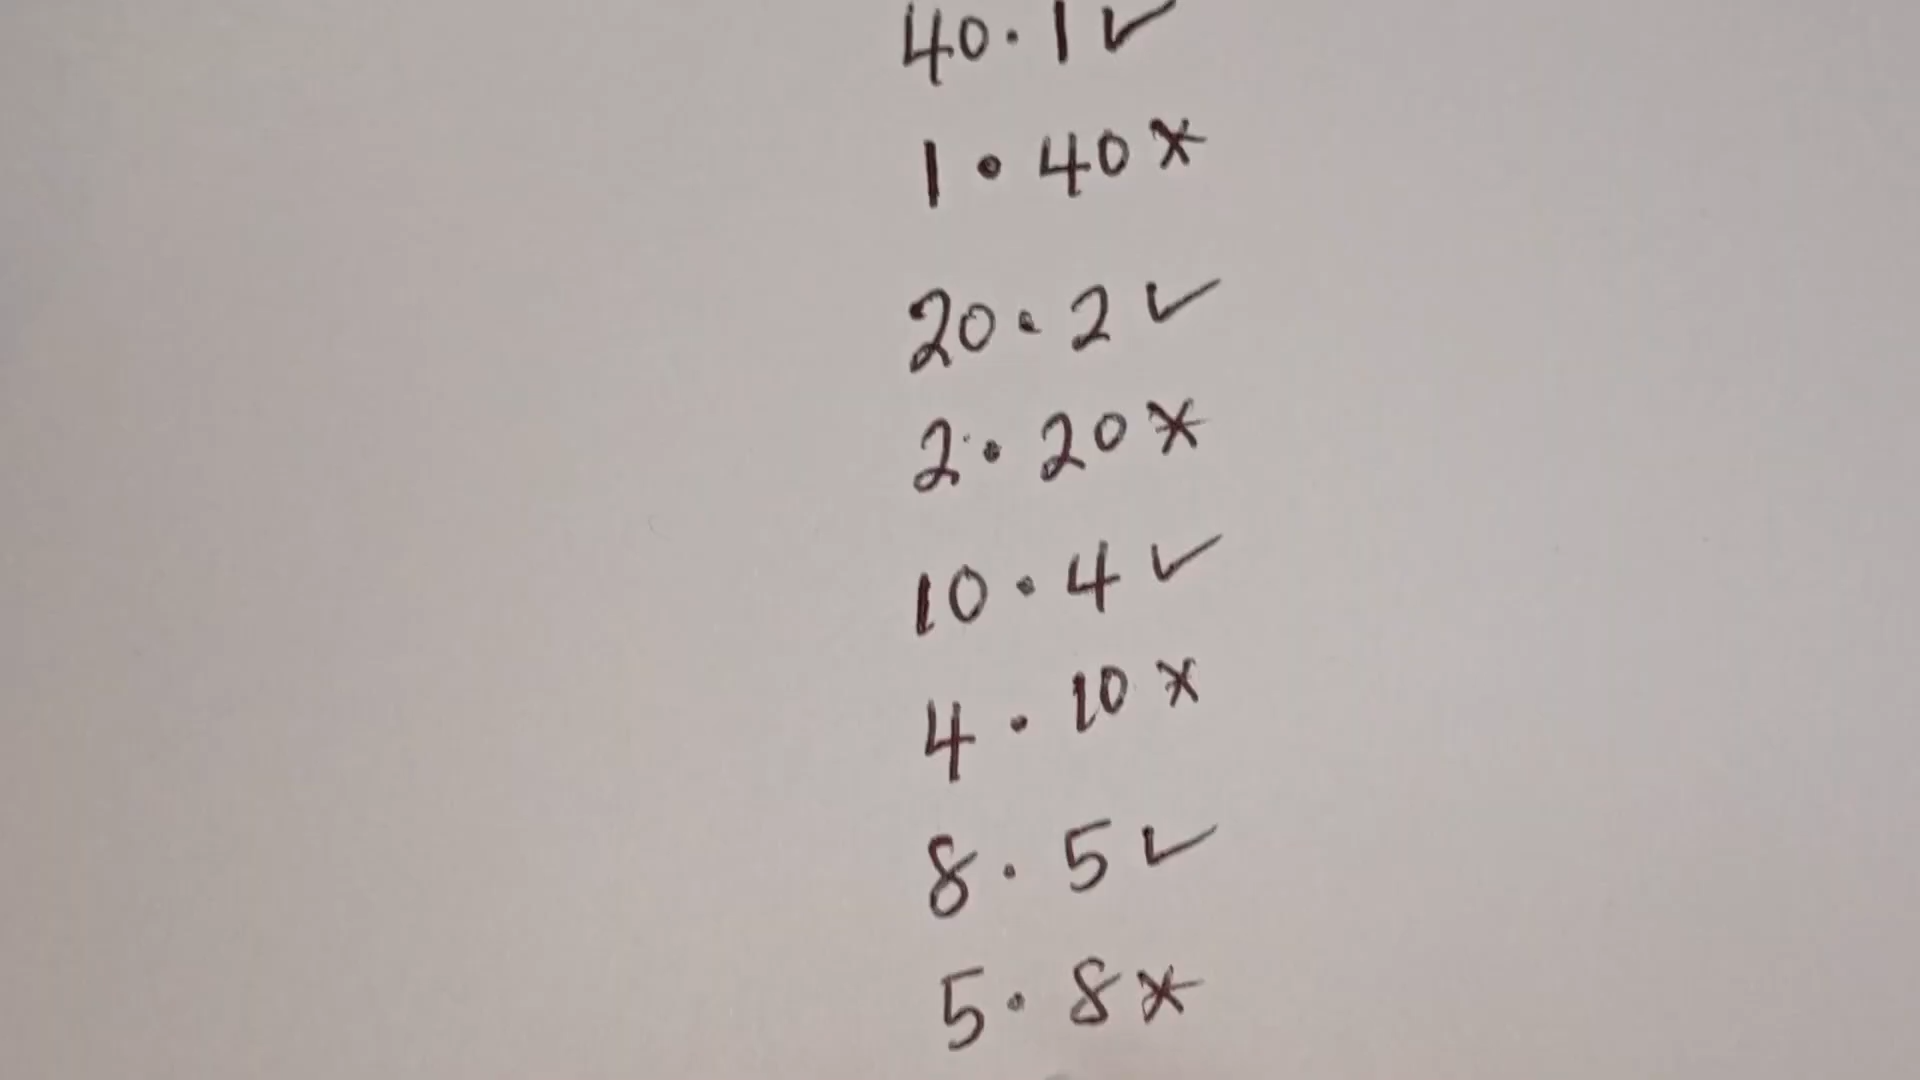 40 · 1 ✓
1 · 40 ×
20 · 2 ✓
2 · 20 ×
10 · 4 ✓
4 · 10 ×
8 · 5 ✓
5 · 8 ×